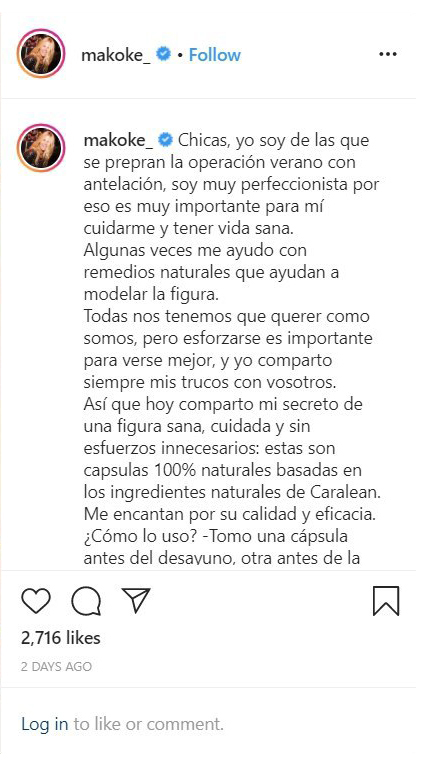 makoke_ • Follow
makoke_ Chicas, yo soy de las que
se prepran la operación verano con
antelación, soy muy perfeccionista por
eso es muy importante para mí
cuidarme y tener vida sana.
Algunas veces me ayudo con
remedios naturales que ayudan a
modelar la figura.
Todas nos tenemos que querer como
somos, pero esforzarse es importante
para verse mejor, y yo comparto
siempre mis trucos con vosotros.
Así que hoy comparto mi secreto de
una figura sana, cuidada y sin
esfuerzos innecesarios: estas son
capsulas 100% naturales basadas en
los ingredientes naturales de Caralean.
Me encantan por su calidad y eficacia.
¿Cómo lo uso? -Tomo una cápsula
antes del desayuno, otra antes de la
2,716 likes
2 DAYS AGO
Log in to like or comment.